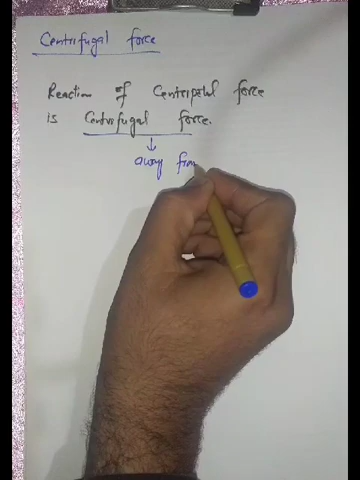 Centrifugal force
Reaction of Centripetal force
is Centrifugal force.
away from